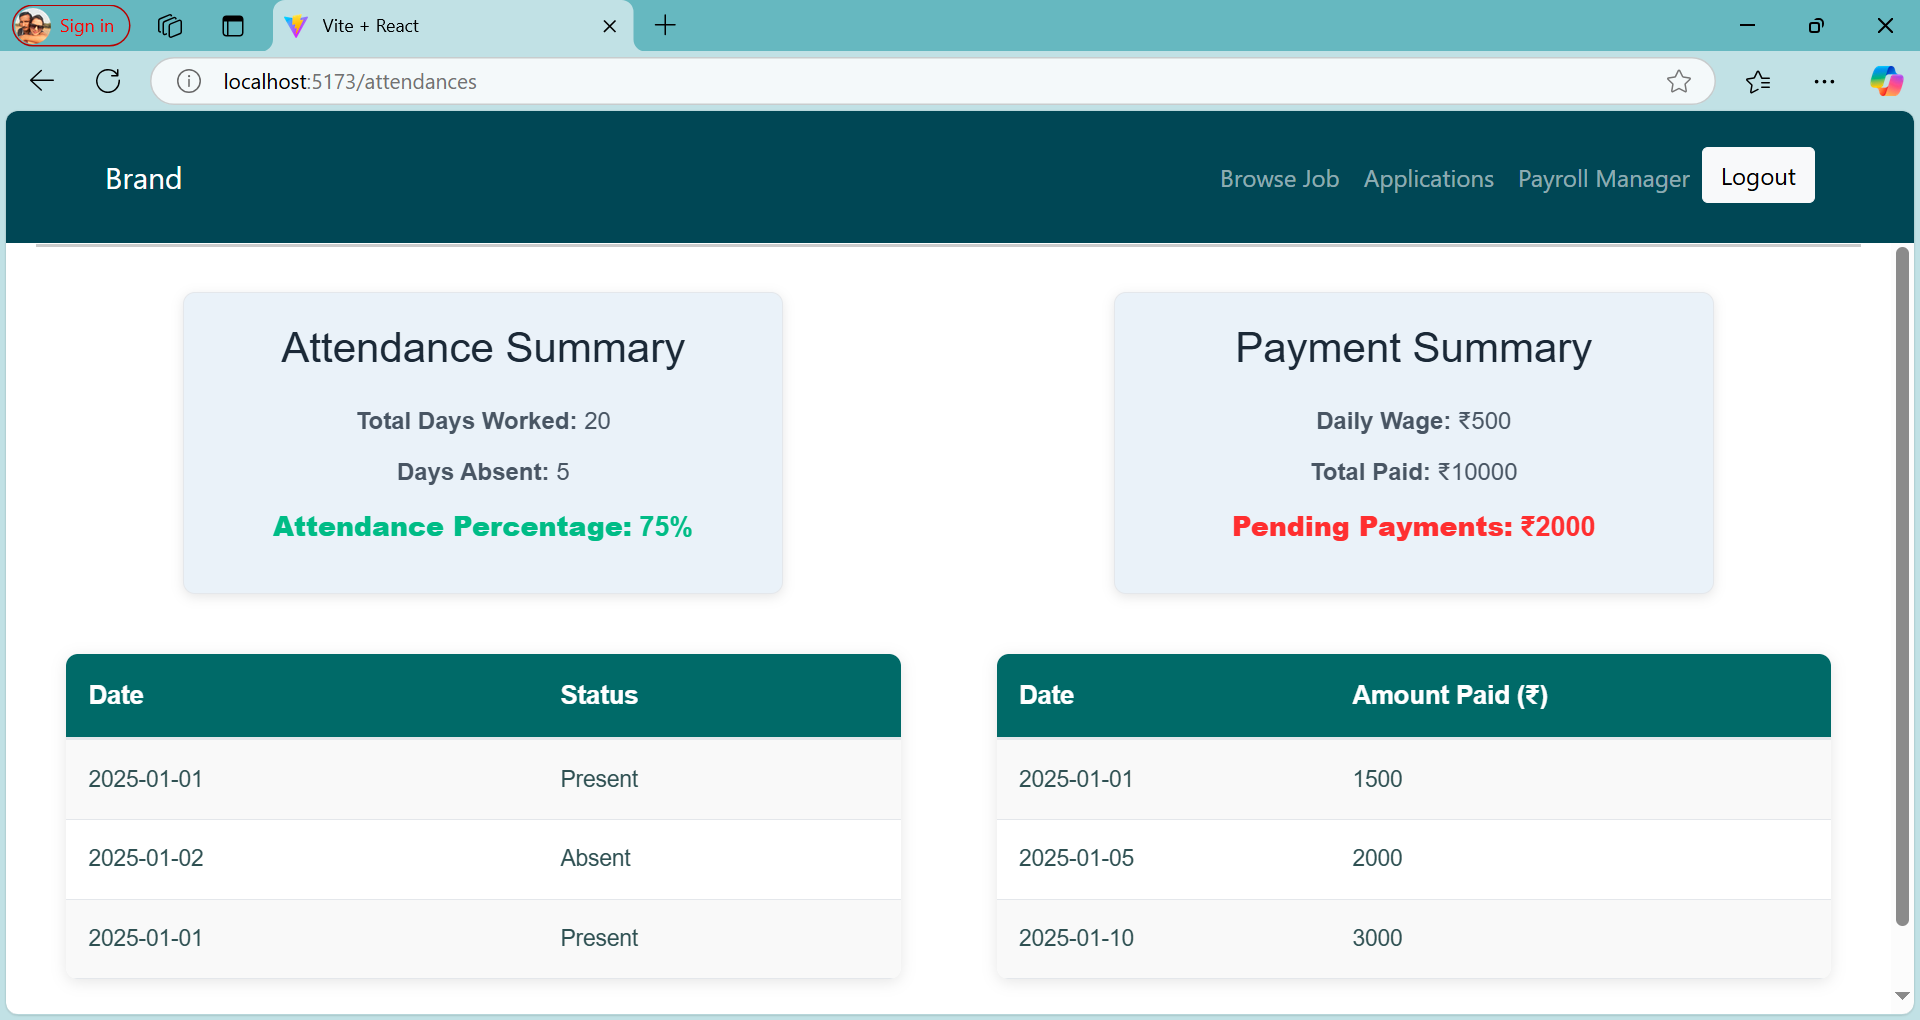 Sign in
Vite + React
localhost:5173/attendances
Brand
Browse Job Applications Payroll Manager Logout
Attendance Summary
Total Days Worked: 20
Days Absent: 5
Attendance Percentage: 75%
Payment Summary
Daily Wage: ₹500
Total Paid: ₹10000
Pending Payments: ₹2000
Date Status
2025-01-01 Present
2025-01-02 Absent
2025-01-01 Present
Date Amount Paid (₹)
2025-01-01 1500
2025-01-05 2000
2025-01-10 3000